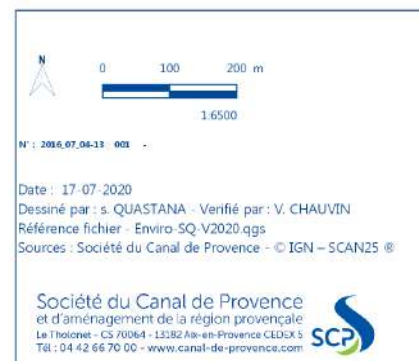 N
0 100 200 m
1:6500
N° : 2016_07_04-13 001 -
Date : 17-07-2020
Dessiné par : s. QUASTANA - Verifié par : V. CHAUVIN
Référence fichier - Enviro-SQ-V2020.qgs
Sources : Société du Canal de Provence - © IGN – SCAN25 ®
Société du Canal de Provence
et d'aménagement de la région provençale
Le Tholonet - CS 70064 - 13182 Aix-en-Provence CEDEX 5
Tél : 04 42 66 70 00 - www.canal-de-provence.com
SCP